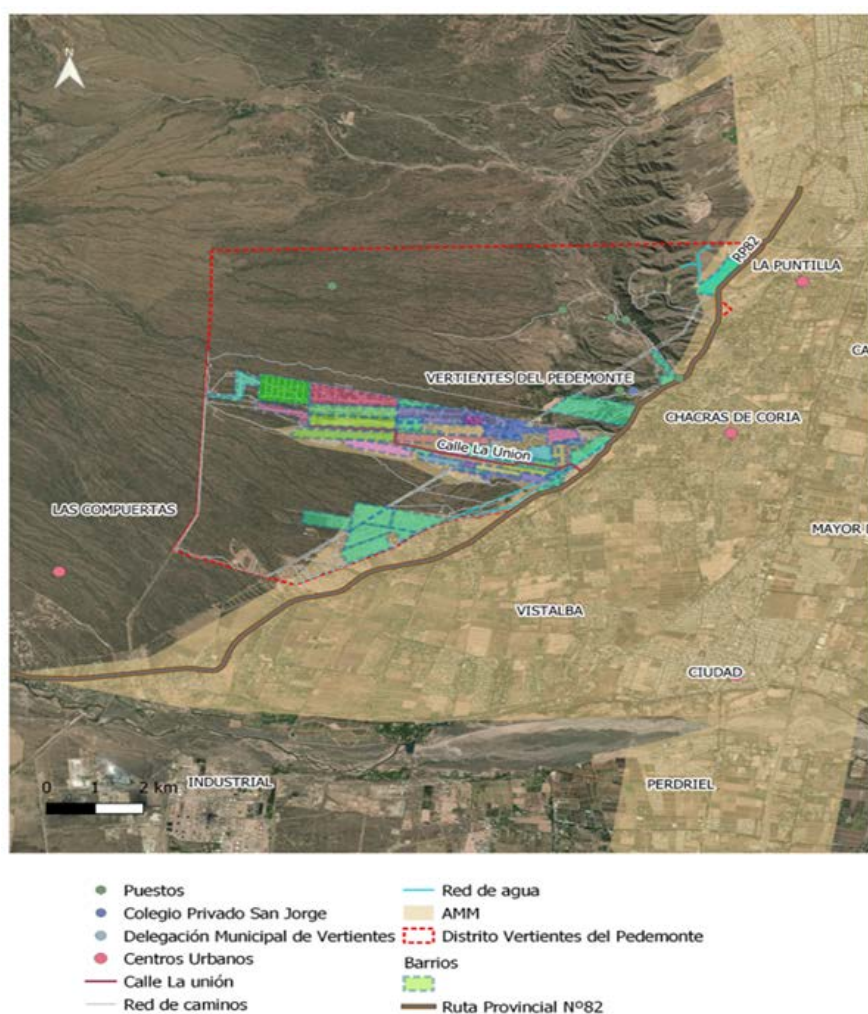 N
RP82
LA PUNTILLA
VERTIENTES DEL PEDEMONTE
CHACRAS DE CORIA
Calle La Union
LAS COMPUERTAS
MAYOR
VISTALBA
CIUDAD
INDUSTRIAL
PERDRIEL
0 1 2 km
Puestos
Colegio Privado San Jorge
Delegación Municipal de Vertientes
Centros Urbanos
Calle La unión
Red de caminos
Red de agua
AMM
Distrito Vertientes del Pedemonte
Barrios
Ruta Provincial Nº82